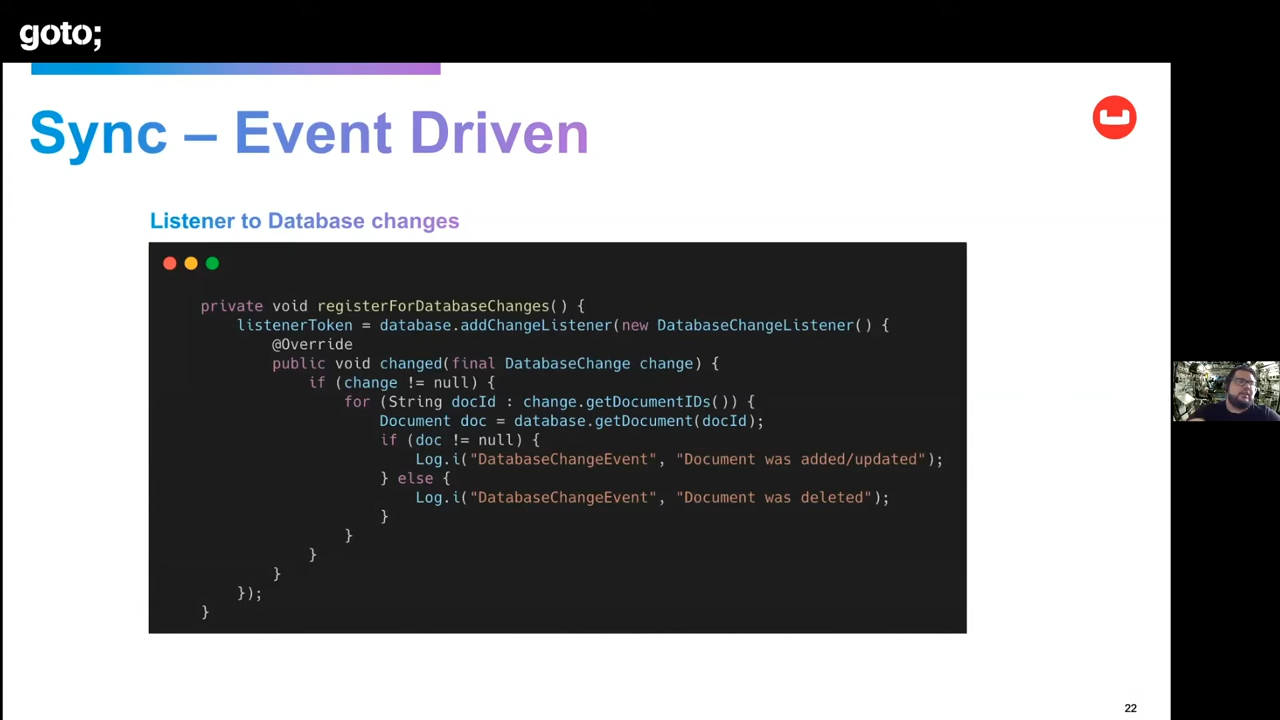 goto;
Sync – Event Driven
Listener to Database changes
private void registerForDatabaseChanges() {
listenerToken = database.addChangeListener(new DatabaseChangeListener() {
@Override
public void changed(final DatabaseChange change) {
if (change != null) {
for (String docId : change.getDocumentIDs()) {
Document doc = database.getDocument(docId);
if (doc != null) {
Log.i("DatabaseChangeEvent", "Document was added/updated");
} else {
Log.i("DatabaseChangeEvent", "Document was deleted");
}
}
}
}
});
}
22